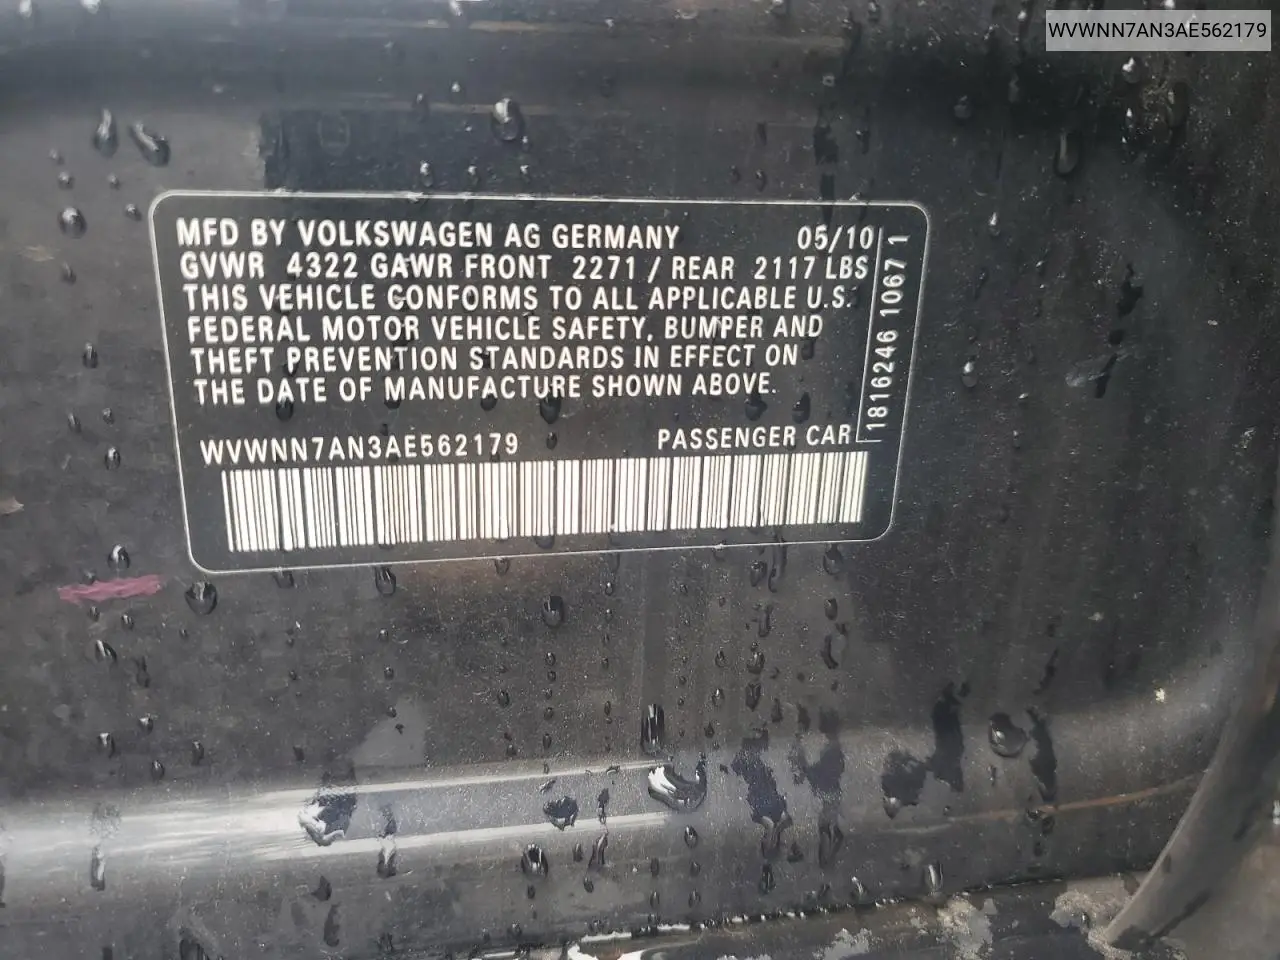 WVWNN7AN3AE562179
MFD BY VOLKSWAGEN AG GERMANY 05/10
GVWR 4322 GAWR FRONT 2271 / REAR 2117 LBS
THIS VEHICLE CONFORMS TO ALL APPLICABLE U.S.
FEDERAL MOTOR VEHICLE SAFETY, BUMPER AND
THEFT PREVENTION STANDARDS IN EFFECT ON
THE DATE OF MANUFACTURE SHOWN ABOVE.
WVWNN7AN3AE562179 PASSENGER CAR
1816246 1067 1